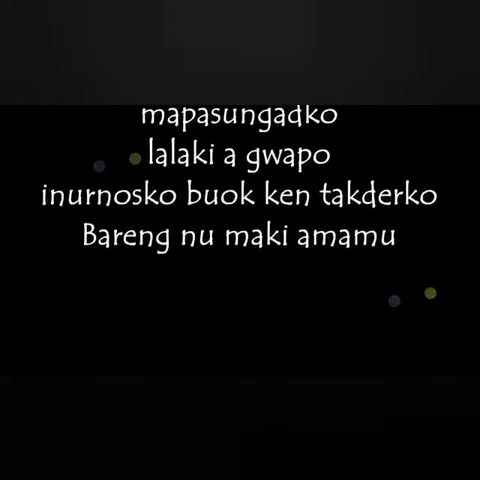 mapasungadko
lalaki a gwapo
inurnosko buok ken takderko
Bareng nu maki amamu